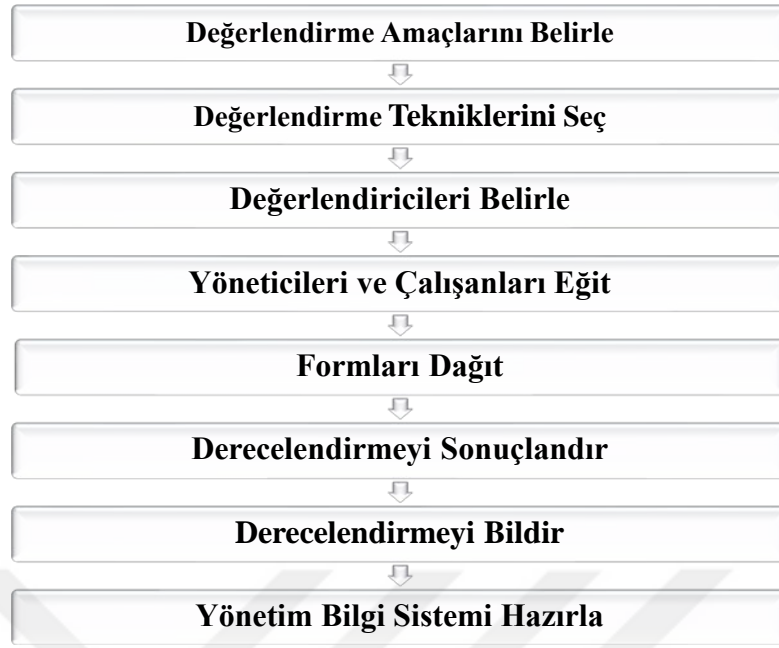 Değerlendirme Amaçlarını Belirle
Değerlendirme Tekniklerini Seç
Değerlendiricileri Belirle
Yöneticileri ve Çalışanları Eğit
Formları Dağıt
Derecelendirmeyi Sonuçlandır
Derecelendirmeyi Bildir
Yönetim Bilgi Sistemi Hazırla